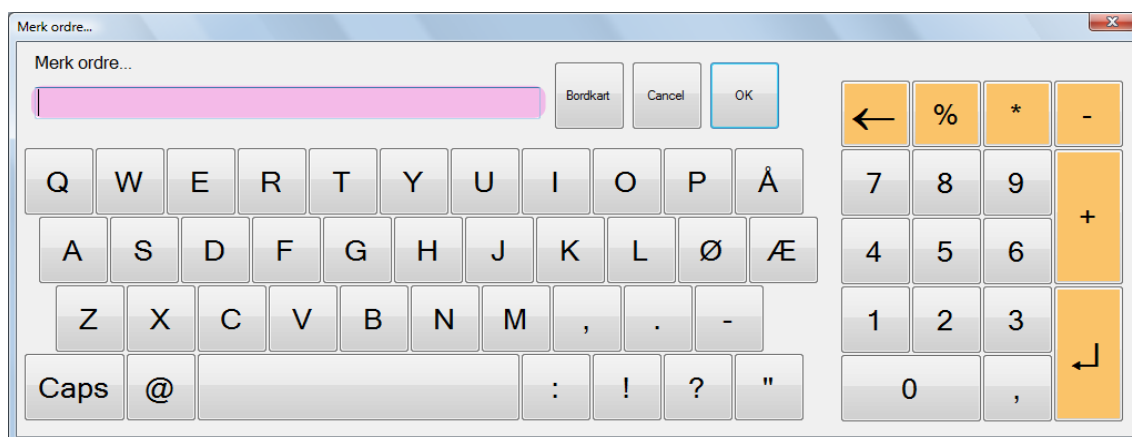 Merk ordre...
x
Merk ordre...
Bordkart Cancel OK
← % * -
Q W E R T Y U I O P Å 7 8 9 +
A S D F G H J K L Ø Æ 4 5 6
Z X C V B N M , . - 1 2 3
Caps @ : ! ? " 0 ,